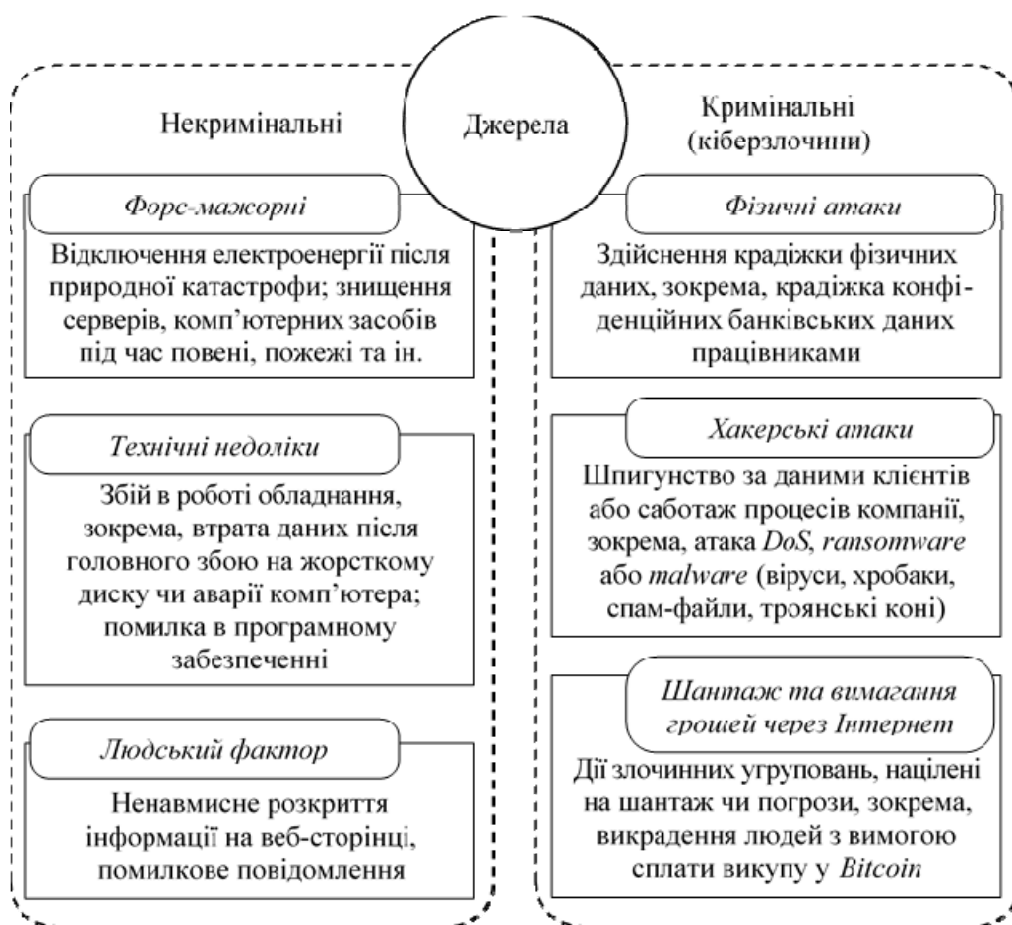 Джерела
Некримінальні
Форс-мажорні
Відключення електроенергії після
природної катастрофи; знищення
серверів, комп’ютерних засобів
під час повені, пожежі та ін.
Технічні недоліки
Збій в роботі обладнання,
зокрема, втрата даних після
головного збою на жорсткому
диску чи аварії комп’ютера;
помилка в програмному
забезпеченні
Людський фактор
Ненавмисне розкриття
інформації на веб-сторінці,
помилкове повідомлення
Кримінальні
(кіберзлочини)
Фізичні атаки
Здійснення крадіжки фізичних
даних, зокрема, крадіжка конфі-
денційних банківських даних
працівниками
Хакерські атаки
Шпигунство за даними клієнтів
або саботаж процесів компанії,
зокрема, атака DoS, ransomware
або malware (віруси, хробаки,
спам-файли, троянські коні)
Шантаж та вимагання
грошей через Інтернет
Дії злочинних угруповань, націлені
на шантаж чи погрози, зокрема,
викрадення людей з вимогою
сплати викупу у Bitcoin